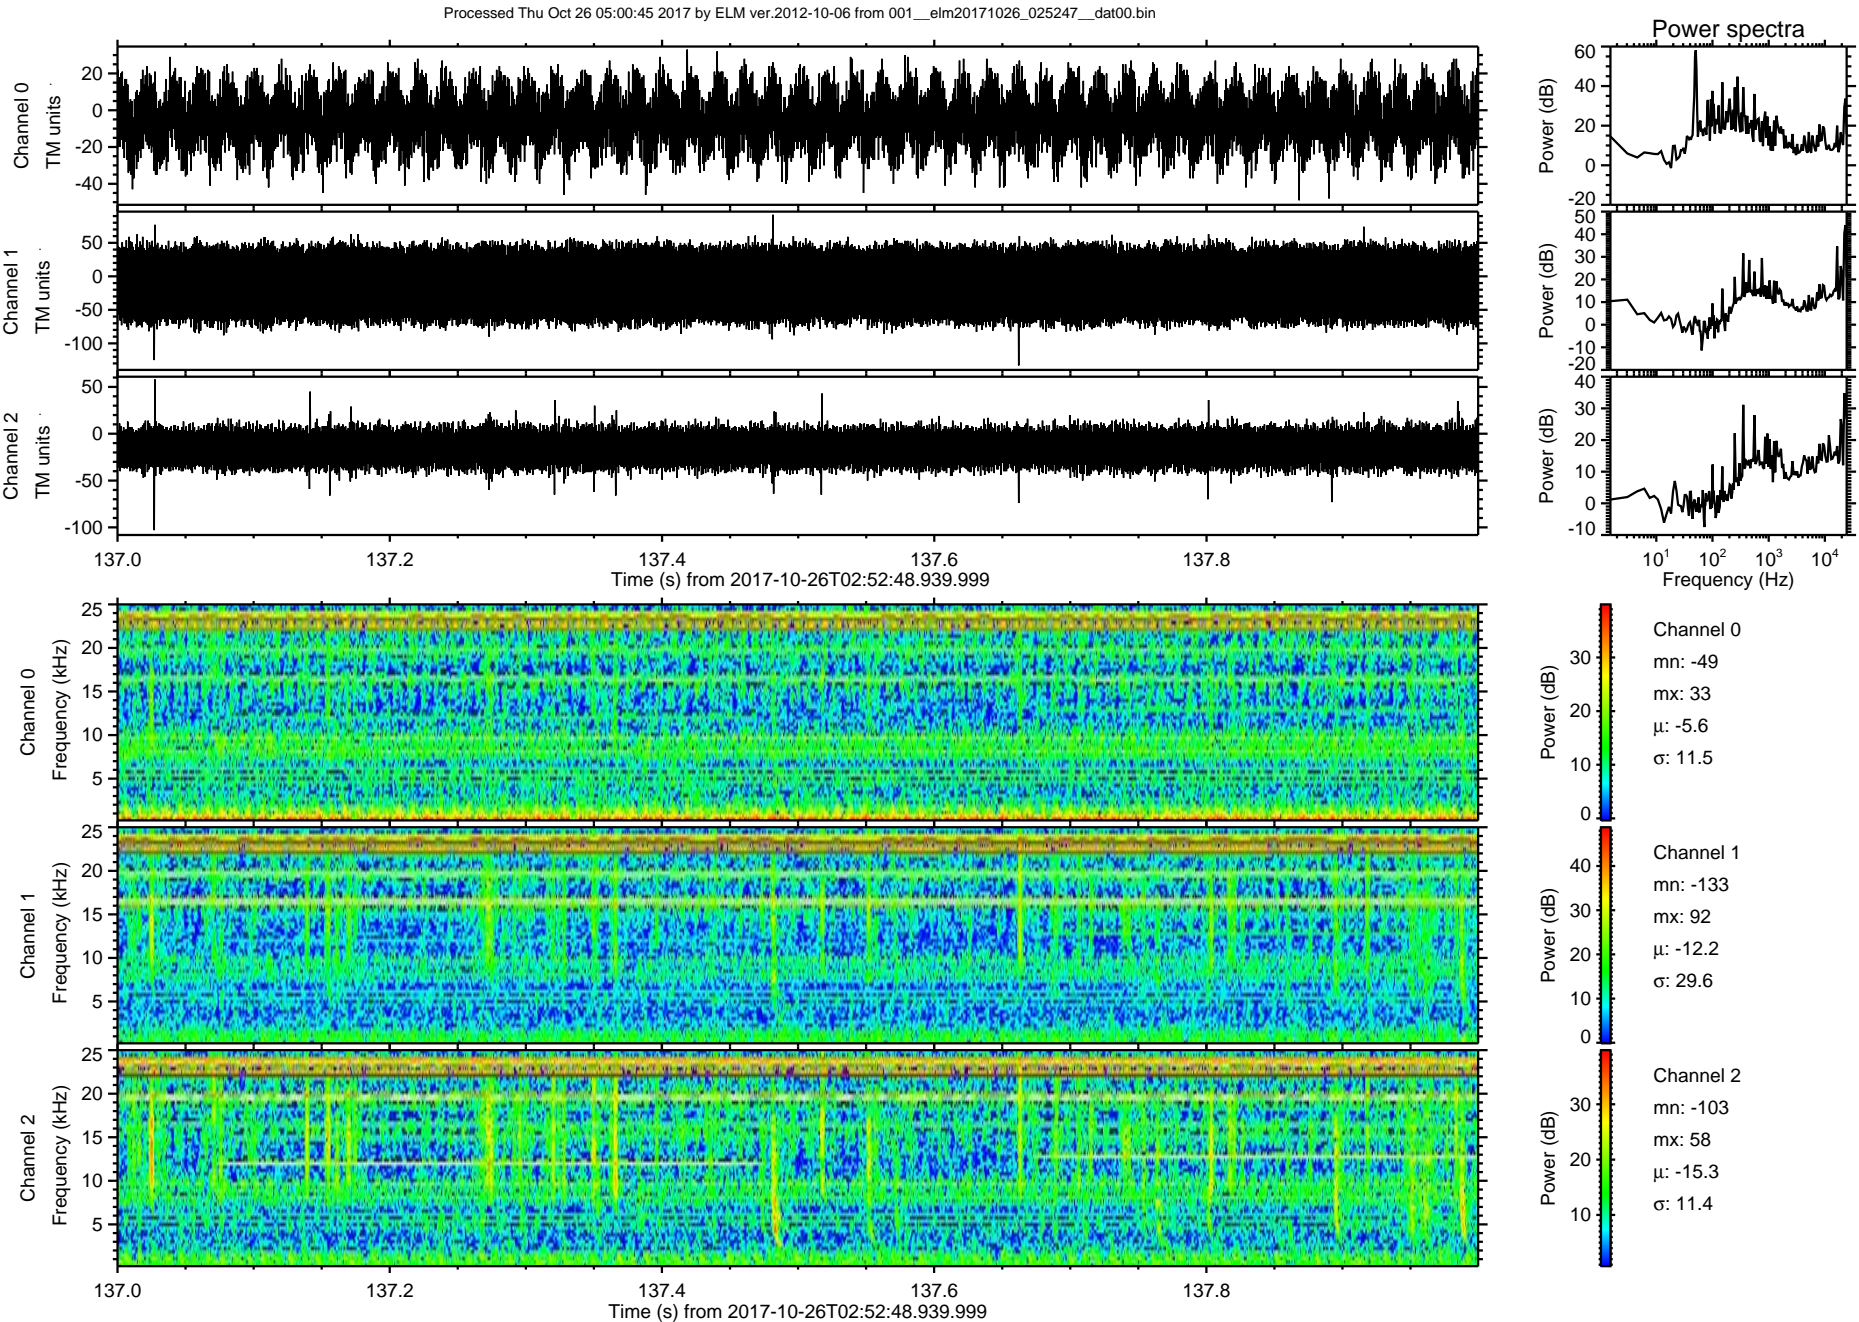 Processed Thu Oct 26 05:00:45 2017 by ELM ver.2012-10-06 from 001__elm20171026_025247__dat00.bin
Power spectra
Channel 0
TM units
20
0
-20
-40
Power (dB)
60
40
20
0
-20
Channel 1
TM units
50
0
-50
-100
Power (dB)
50
40
30
20
10
0
-10
-20
Channel 2
TM units
50
0
-50
-100
Power (dB)
40
30
20
10
0
-10
137.0 137.2 137.4 137.6 137.8
Time (s) from 2017-10-26T02:52:48.939.999
10¹ 10² 10³ 10⁴
Frequency (Hz)
Channel 0
Frequency (kHz)
25
20
15
10
5
Power (dB)
30
20
10
0
Channel 0
mn: -49
mx: 33
µ: -5.6
σ: 11.5
Channel 1
Frequency (kHz)
25
20
15
10
5
Power (dB)
40
30
20
10
0
Channel 1
mn: -133
mx: 92
µ: -12.2
σ: 29.6
Channel 2
Frequency (kHz)
25
20
15
10
5
Power (dB)
30
20
10
Channel 2
mn: -103
mx: 58
µ: -15.3
σ: 11.4
137.0 137.2 137.4 137.6 137.8
Time (s) from 2017-10-26T02:52:48.939.999